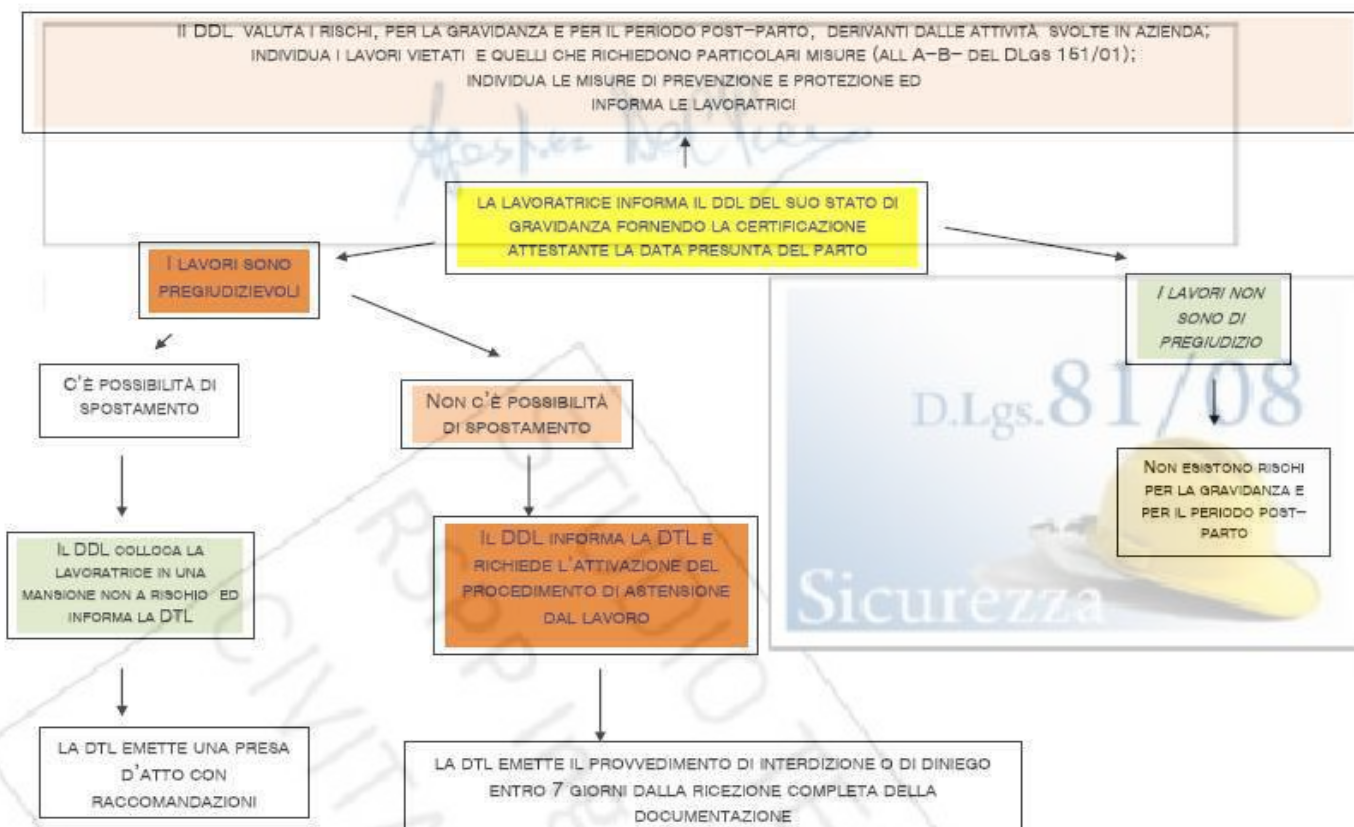 Il DDL VALUTA I RISCHI, PER LA GRAVIDANZA E PER IL PERIODO POST-PARTO, DERIVANTI DALLE ATTIVITÀ SVOLTE IN AZIENDA;
INDIVIDUA I LAVORI VIETATI E QUELLI CHE RICHIEDONO PARTICOLARI MISURE (ALL A-B- DEL DLGS 151/01);
INDIVIDUA LE MISURE DI PREVENZIONE E PROTEZIONE ED
INFORMA LE LAVORATRICI
LA LAVORATRICE INFORMA IL DDL DEL SUO STATO DI
GRAVIDANZA FORNENDO LA CERTIFICAZIONE
ATTESTANTE LA DATA PRESUNTA DEL PARTO
I LAVORI SONO
PREGIUDIZIEVOLI
I LAVORI NON
SONO DI
PREGIUDIZIO
C'È POSSIBILITÀ DI
SPOSTAMENTO
NON C'È POSSIBILITÀ
DI SPOSTAMENTO
D.Lgs. 81/08
NON ESISTONO RISCHI
PER LA GRAVIDANZA E
PER IL PERIODO POST-
PARTO
IL DDL COLLOCA LA
LAVORATRICE IN UNA
MANSIONE NON A RISCHIO ED
INFORMA LA DTL
IL DDL INFORMA LA DTL E
RICHIEDE L'ATTIVAZIONE DEL
PROCEDIMENTO DI ASTENSIONE
DAL LAVORO
Sicurezza
LA DTL EMETTE UNA PRESA
D'ATTO CON
RACCOMANDAZIONI
LA DTL EMETTE IL PROVVEDIMENTO DI INTERDIZIONE O DI DINIEGO
ENTRO 7 GIORNI DALLA RICEZIONE COMPLETA DELLA
DOCUMENTAZIONE
STUDIO
RSPP
CIVITA